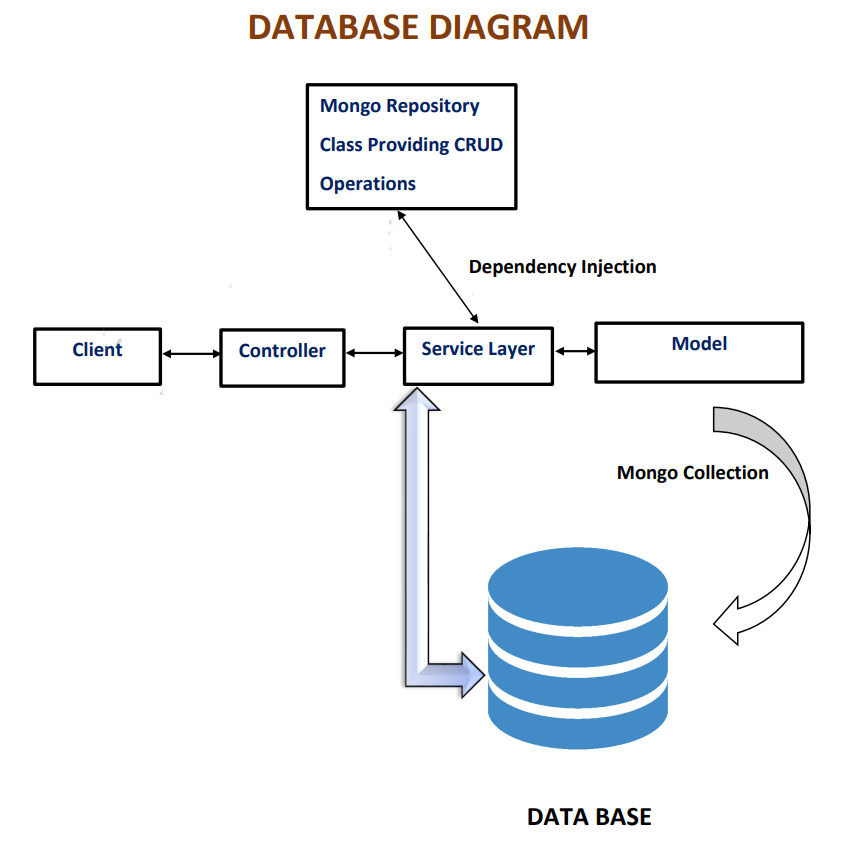 DATABASE DIAGRAM
Mongo Repository
Class Providing CRUD
Operations
Dependency Injection
Client
Controller
Service Layer
Model
Mongo Collection
DATA BASE